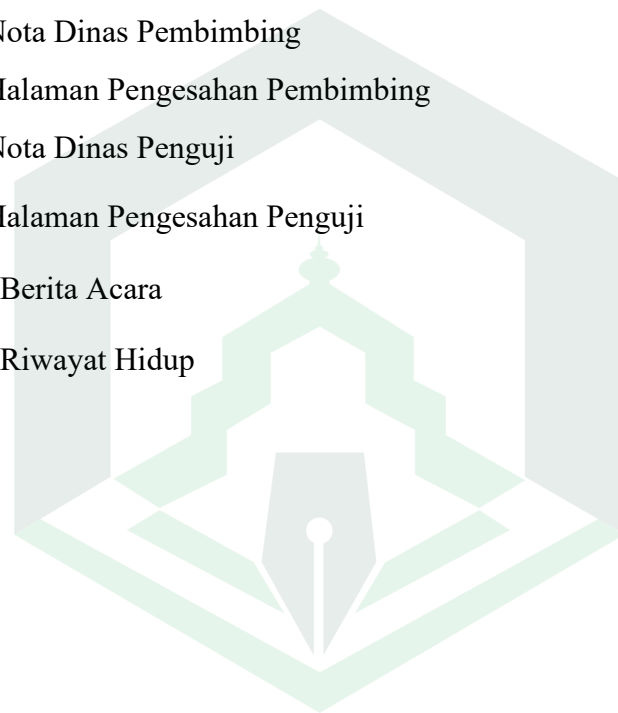 Nota Dinas Pembimbing
Halaman Pengesahan Pembimbing
Nota Dinas Penguji
Halaman Pengesahan Penguji
Berita Acara
Riwayat Hidup